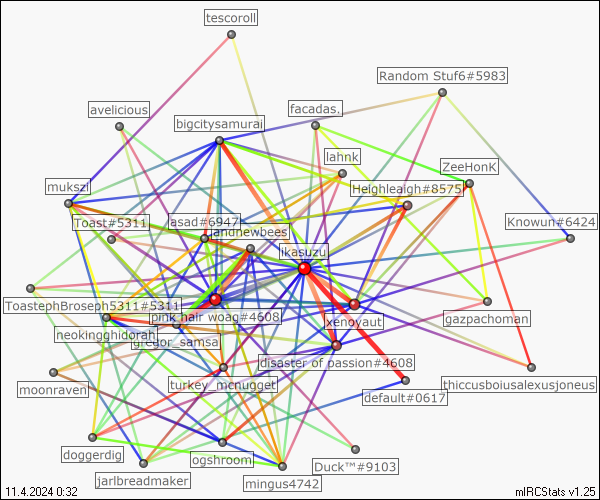 tescoroll
Random Stuf6#5983
avelicious
facadas.
bigcitysamurai
lahnk
ZeeHonK
mukszi
Heighleaigh#8575
Toast#5311
asad#6947
Knowun#6424
andnewbees
ikasuzu
ToastephBroseph5311#5311
pink hair woag#4608
xenoyaut
gazpachoman
neokingghidorah
gredor_samsa
disaster of passion#4608
moonraven
turkey_mcnugget
thiccusboiusalexusjoneus
default#0617
doggerdig
ogshroom
Duck™#9103
jarlbreadmaker
mingus4742
11.4.2024 0:32
mIRCStats v1.25